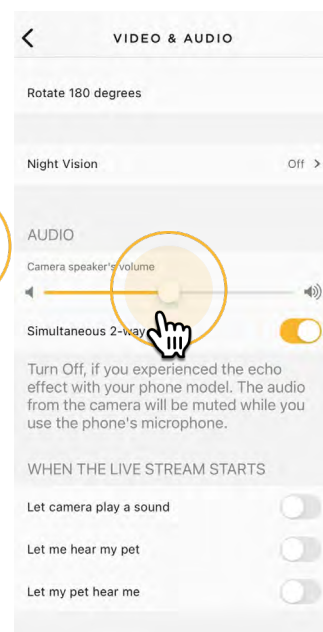 VIDEO & AUDIO
Rotate 180 degrees
Night Vision Off >
AUDIO
Camera speaker's volume
Simultaneous 2-way
Turn Off, if you experienced the echo
effect with your phone model. The audio
from the camera will be muted while you
use the phone's microphone.
WHEN THE LIVE STREAM STARTS
Let camera play a sound
Let me hear my pet
Let my pet hear me